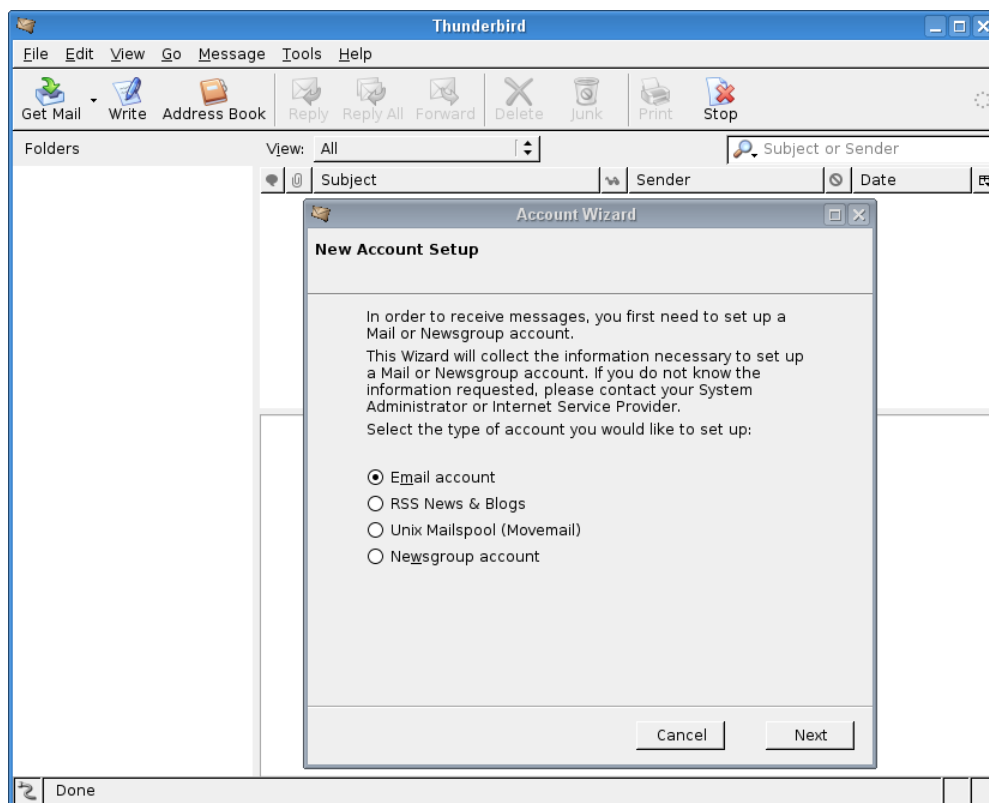 Thunderbird
File Edit View Go Message Tools Help
Get Mail Write Address Book Reply Reply All Forward Delete Junk Print Stop
Folders View: All Subject or Sender
Subject Sender Date
Account Wizard
New Account Setup
In order to receive messages, you first need to set up a
Mail or Newsgroup account.
This Wizard will collect the information necessary to set up
a Mail or Newsgroup account. If you do not know the
information requested, please contact your System
Administrator or Internet Service Provider.
Select the type of account you would like to set up:
Email account
RSS News & Blogs
Unix Mailspool (Movemail)
Newsgroup account
Cancel Next
Done